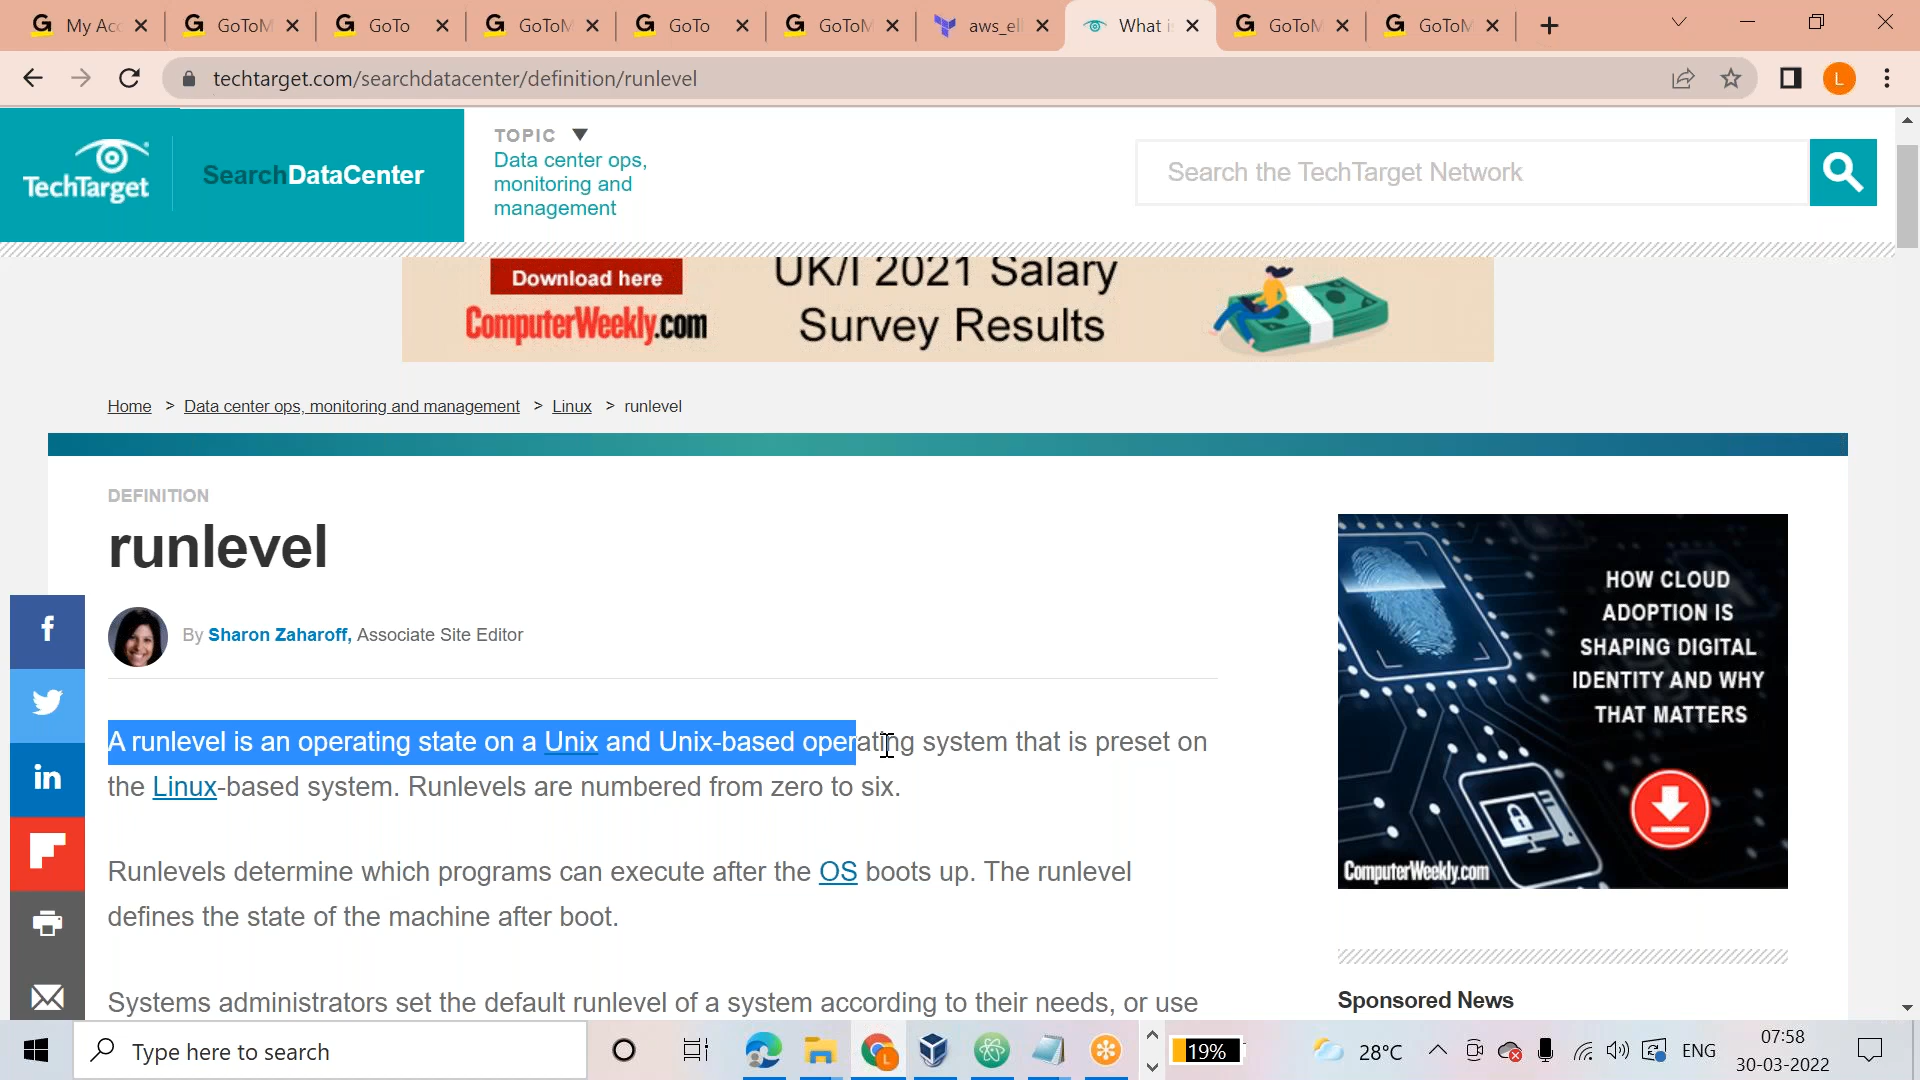 My Acc
GoToM
GoTo
GoToM
GoTo
GoToM
aws_el
What i
GoToM
GoToM
techtarget.com/searchdatacenter/definition/runlevel
L
TechTarget
SearchDataCenter
TOPIC ▼
Data center ops,
monitoring and
management
Search the TechTarget Network
Download here
ComputerWeekly.com
UK/I 2021 Salary
Survey Results
Home > Data center ops, monitoring and management > Linux > runlevel
DEFINITION
runlevel
By Sharon Zaharoff, Associate Site Editor
A runlevel is an operating state on a Unix and Unix-based operating system that is preset on
the Linux-based system. Runlevels are numbered from zero to six.
Runlevels determine which programs can execute after the OS boots up. The runlevel
defines the state of the machine after boot.
Systems administrators set the default runlevel of a system according to their needs, or use
HOW CLOUD
ADOPTION IS
SHAPING DIGITAL
IDENTITY AND WHY
THAT MATTERS
ComputerWeekly.com
Sponsored News
Type here to search
19%
28°C
ENG
07:58
30-03-2022